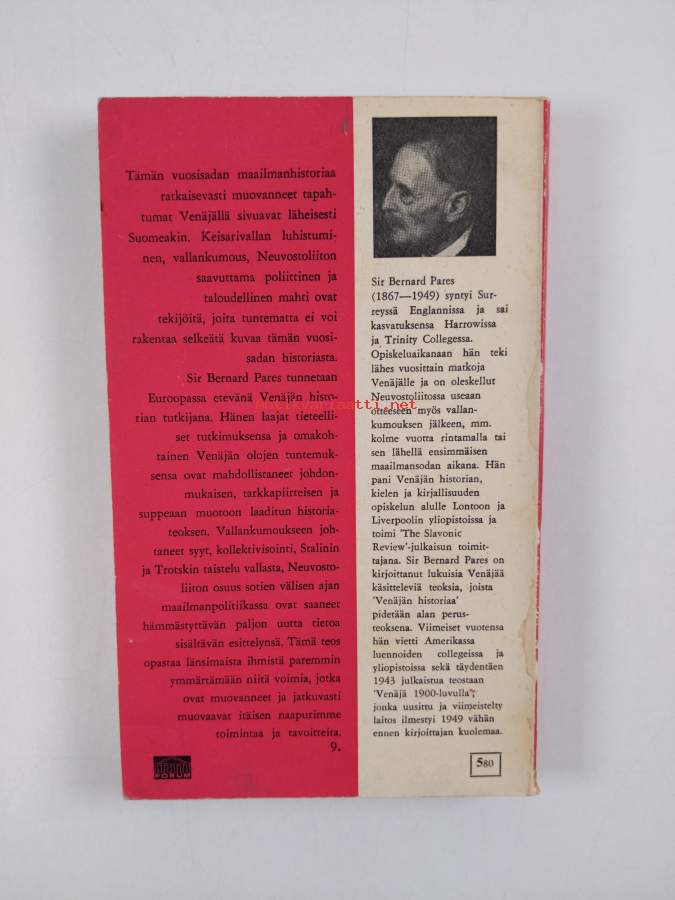 Tämän vuosisadan maailmanhistoriaa
ratkaisevasti muovanneet tapah-
tumat Venäjällä sivuavat läheisesti
Suomeakin. Keisarivallan luhistumi-
nen, vallankumous, Neuvostoliiton
saavuttama poliittinen ja
taloudellinen mahti ovat
tekijöitä, joita tuntematta ei voi
rakentaa selkeätä kuvaa tämän vuosi-
sadan historiasta.
Sir Bernard Pares tunnetaan
Euroopassa etevänä Venäjän histo-
rian tutkijana. Hänen laajat tieteelli-
set tutkimuksensa ja omakoh-
tainen Venäjän olojen tuntemuk-
sensa ovat mahdollistaneet johdon-
mukaisen, tarkkapiirteisen ja
suppeaan muotoon laaditun historia-
teoksen. Vallankumoukseen joh-
taneet syyt, kollektivisointi, Stalinin
ja Trotskin taistelu vallasta, Neuvosto-
liiton osuus sotien välisen ajan
maailmanpolitiikassa ovat saaneet
hämmästyttävän paljon uutta tietoa
sisältävän esittelynsä. Tämä teos
opastaa länsimaista ihmistä paremmin
ymmärtämään niitä voimia, jotka
ovat muovanneet ja jatkuvasti
muovaavat itäisen naapurimme
toimintaa ja tavoitteita.
9.
FORUM
Sir Bernard Pares
(1867—1949) syntyi Sur-
reyssä Englannissa ja sai
kasvatuksensa Harrowissa
ja Trinity Collegessa.
Opiskeluaikanaan hän teki
lähes vuosittain matkoja
Venäjälle ja on oleskellut
Neuvostoliitossa useaan
otteeseen myös vallan-
kumouksen jälkeen, mm.
kolme vuotta rintamalla tai
sen lähellä ensimmäisen
maailmansodan aikana. Hän
pani Venäjän historian,
kielen ja kirjallisuuden
opiskelun alulle Lontoon ja
Liverpoolin yliopistoissa ja
toimi 'The Slavonic
Review'-julkaisun toimit-
tajana. Sir Bernard Pares on
kirjoittanut lukuisia Venäjää
käsitteleviä teoksia, joista
'Venäjän historiaa'
pidetään alan perus-
teoksena. Viimeiset vuotensa
hän vietti Amerikassa
luennoiden collegeissa ja
yliopistoissa sekä täydentäen
1943 julkaistua teostaan
'Venäjä 1900-luvulla',
jonka uusittu ja viimeistelty
laitos ilmestyi 1949 vähän
ennen kirjoittajan kuolemaa.
580
antikvariaatti.net